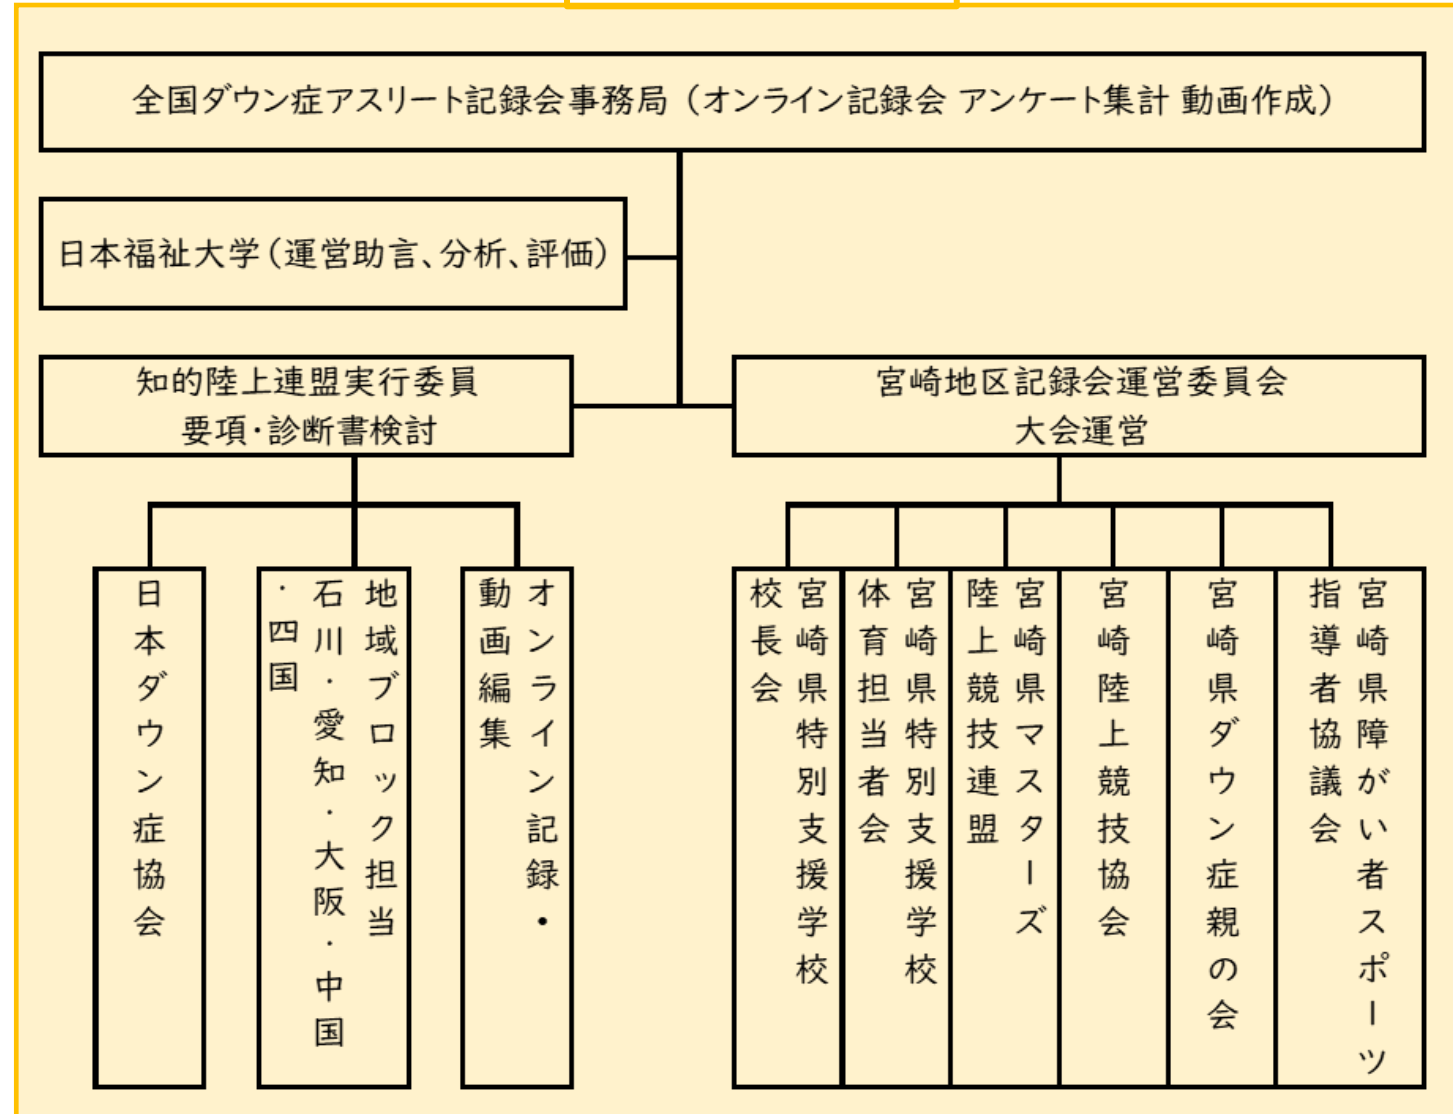 全国ダウン症アスリート記録会事務局（オンライン記録会 アンケート集計 動画作成）
日本福祉大学（運営助言、分析、評価）
知的陸上連盟実行委員
要項・診断書検討
宮崎地区記録会運営委員会
大会運営
日本ダウン症協会
地域ブロック担当
石川・愛知・大阪・中国
・四国
オンライン記録・
動画編集
宮崎県特別支援学校
校長会
宮崎県特別支援学校
体育担当者会
宮崎県マスターズ
陸上競技連盟
宮崎陸上競技協会
宮崎県ダウン症親の会
宮崎県障がい者スポーツ
指導者協議会